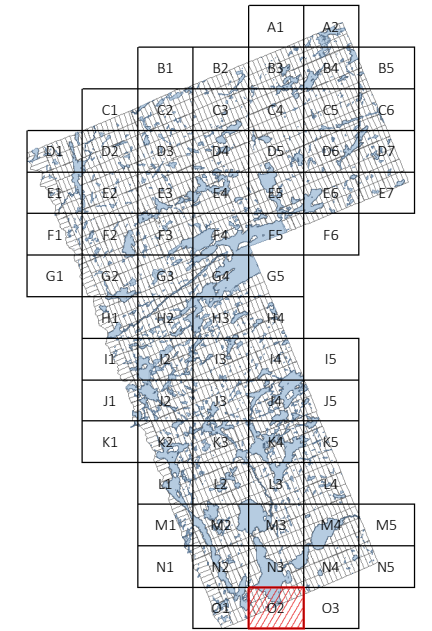 A1 A2
B1 B2 B3 B4 B5
C1 C2 C3 C4 C5 C6
D1 D2 D3 D4 D5 D6 D7
E1 E2 E3 E4 E5 E6 E7
F1 F2 F3 F4 F5 F6
G1 G2 G3 G4 G5
H1 H2 H3 H4
I1 I2 I3 I4 I5
J1 J2 J3 J4 J5
K1 K2 K3 K4 K5
L1 L2 L3 L4
M1 M2 M3 M4 M5
N1 N2 N3 N4 N5
O1 O2 O3